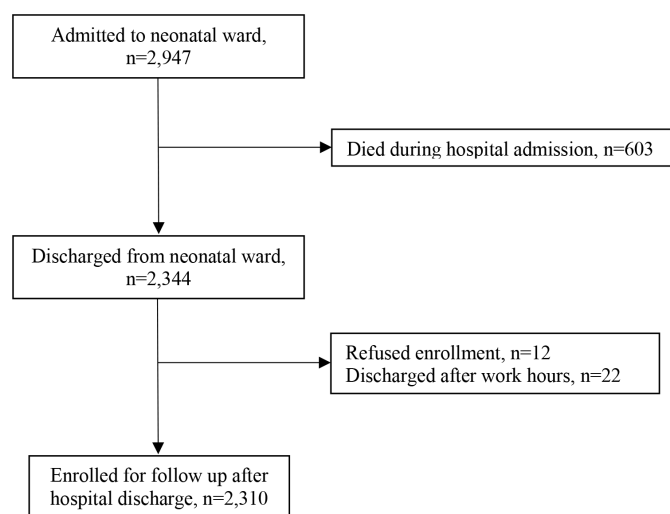 Admitted to neonatal ward,
n=2,947
Died during hospital admission, n=603
Discharged from neonatal ward,
n=2,344
Refused enrollment, n=12
Discharged after work hours, n=22
Enrolled for follow up after
hospital discharge, n=2,310